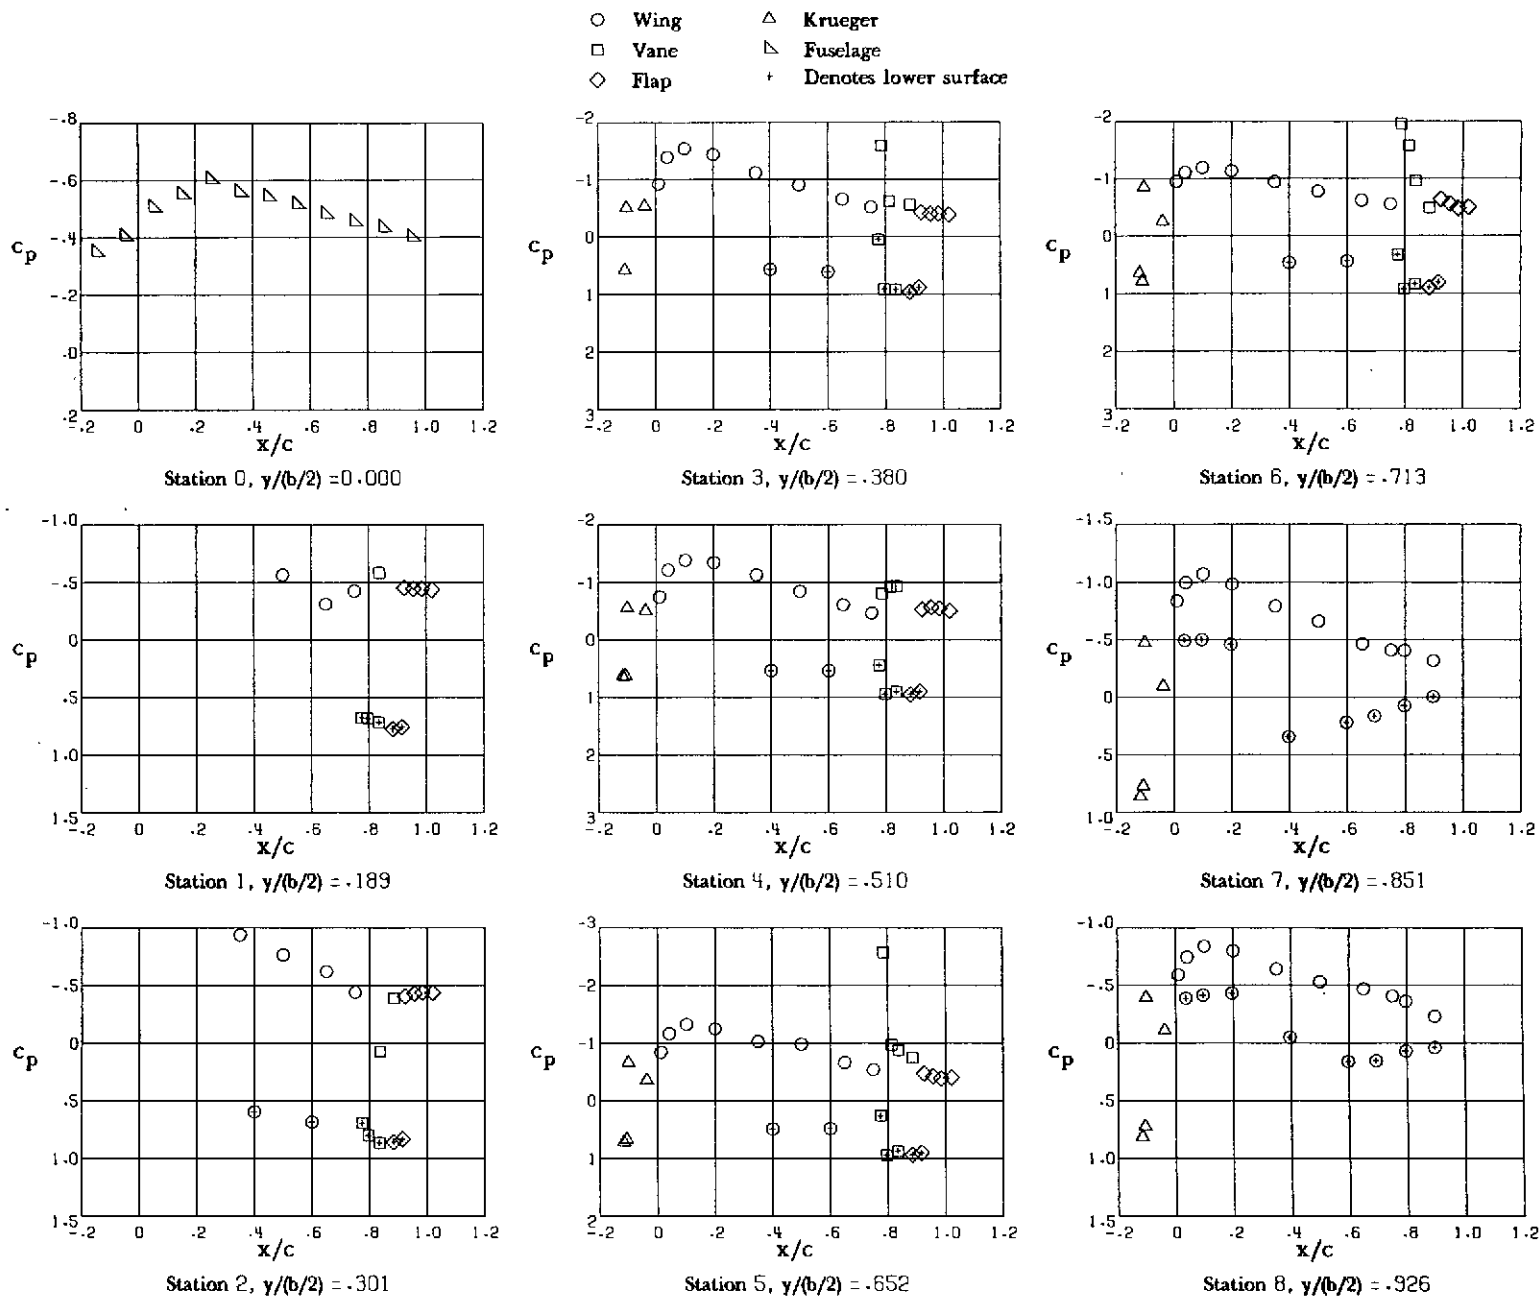 Wing
Krueger
Vane
Fuselage
Flap
+ Denotes lower surface
-.8
-.6
-.4
-.2
.0
.2
cp
-.2 0 .2 .4 .6 .8 1.0 1.2
x/c
Station 0, y/(b/2) =0.000
-2
-1
0
1
2
3
cp
-.2 0 .2 .4 .6 .8 1.0 1.2
x/c
Station 3, y/(b/2) =.380
-2
-1
0
1
2
3
cp
-.2 0 .2 .4 .6 .8 1.0 1.2
x/c
Station 6, y/(b/2) =.713
-1.0
-.5
0
.5
1.0
1.5
cp
-.2 0 .2 .4 .6 .8 1.0 1.2
x/c
Station 1, y/(b/2) =.189
-2
-1
0
1
2
3
cp
-.2 0 .2 .4 .6 .8 1.0 1.2
x/c
Station 4, y/(b/2) =.510
-1.5
-1.0
-.5
0
.5
1.0
cp
-.2 0 .2 .4 .6 .8 1.0 1.2
x/c
Station 7, y/(b/2) =.851
-1.0
-.5
0
.5
1.0
1.5
cp
-.2 0 .2 .4 .6 .8 1.0 1.2
x/c
Station 2, y/(b/2) =.301
-3
-2
-1
0
1
2
cp
-.2 0 .2 .4 .6 .8 1.0 1.2
x/c
Station 5, y/(b/2) =.652
-1.0
-.5
0
.5
1.0
1.5
cp
-.2 0 .2 .4 .6 .8 1.0 1.2
x/c
Station 8, y/(b/2) =.926